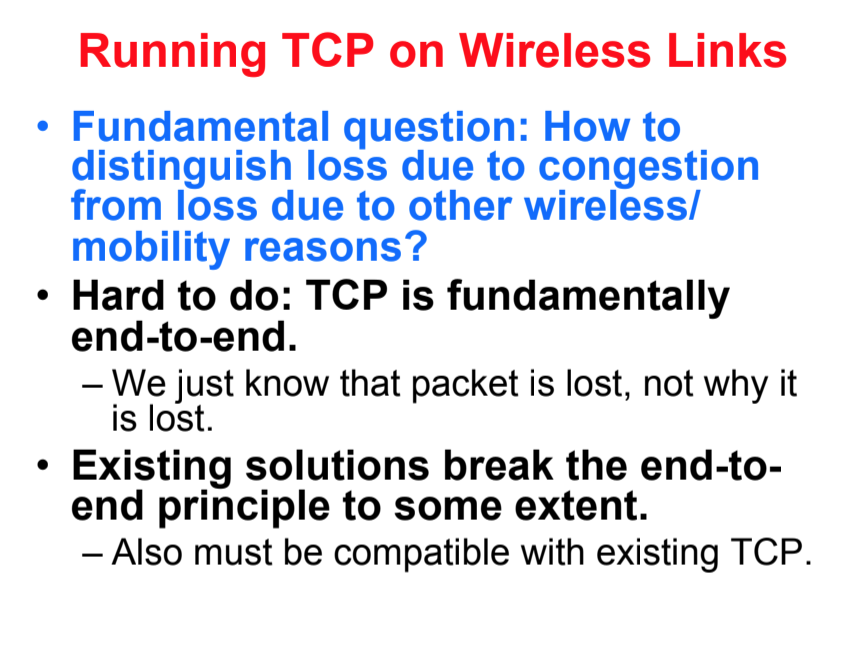 Running TCP on Wireless Links
• Fundamental question: How to
distinguish loss due to congestion
from loss due to other wireless/
mobility reasons?
• Hard to do: TCP is fundamentally
end-to-end.
– We just know that packet is lost, not why it
is lost.
• Existing solutions break the end-to-
end principle to some extent.
– Also must be compatible with existing TCP.